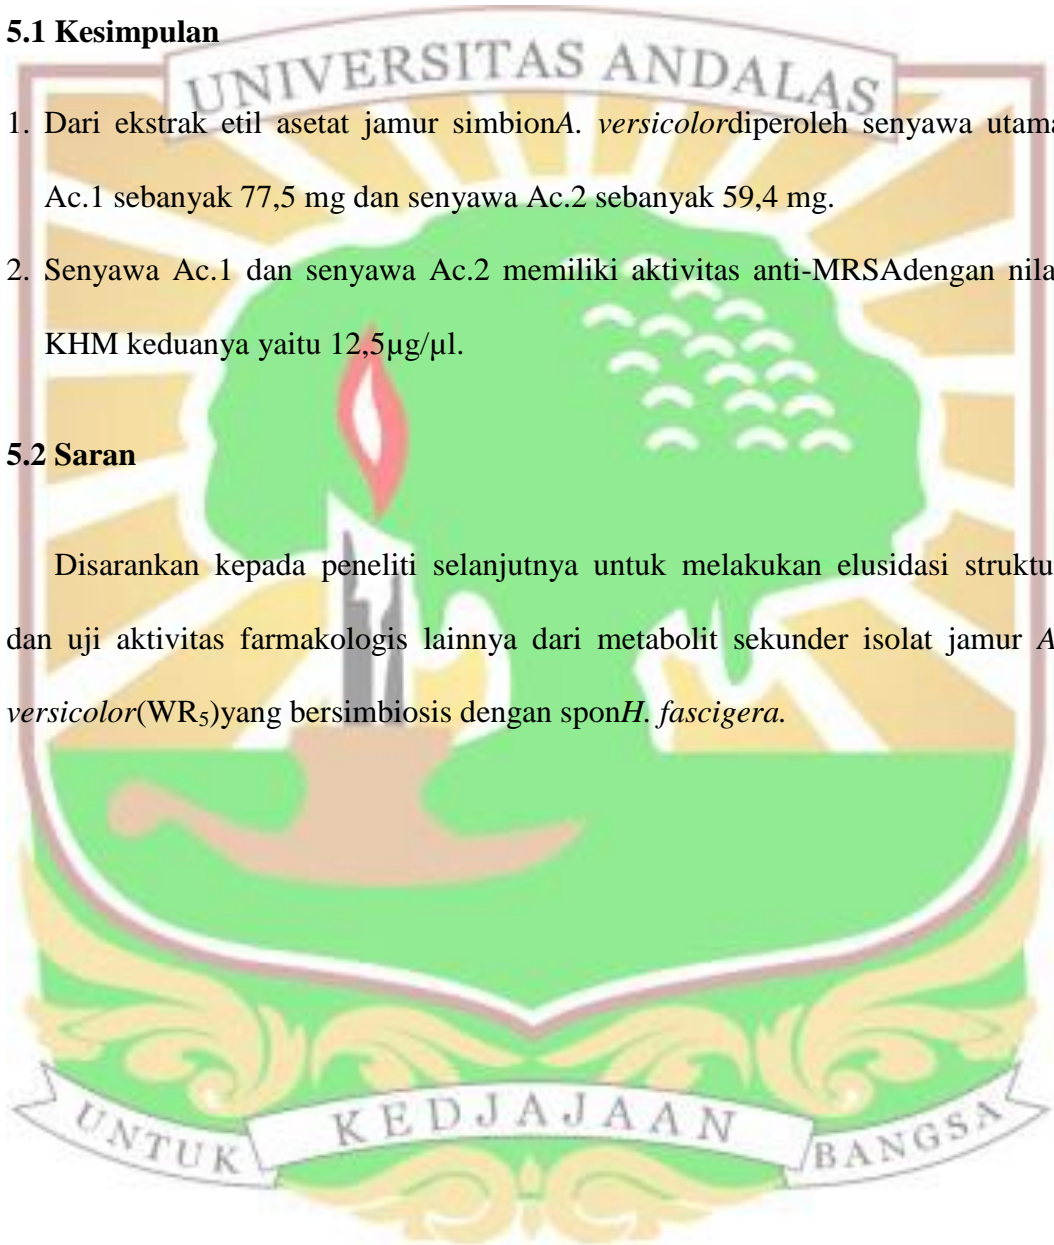 5.1 Kesimpulan
UNIVERSITAS ANDALAS
1. Dari ekstrak etil asetat jamur simbionA. versicolordiperoleh senyawa utama
Ac.1 sebanyak 77,5 mg dan senyawa Ac.2 sebanyak 59,4 mg.
2. Senyawa Ac.1 dan senyawa Ac.2 memiliki aktivitas anti-MRSAdengan nila
KHM keduanya yaitu 12,5µg/µl.
5.2 Saran
Disarankan kepada peneliti selanjutnya untuk melakukan elusidasi struktu
dan uji aktivitas farmakologis lainnya dari metabolit sekunder isolat jamur A
versicolor(WR₅)yang bersimbiosis dengan sponH. fascigera.
UNTUK KEDJAJAAN BANGSA